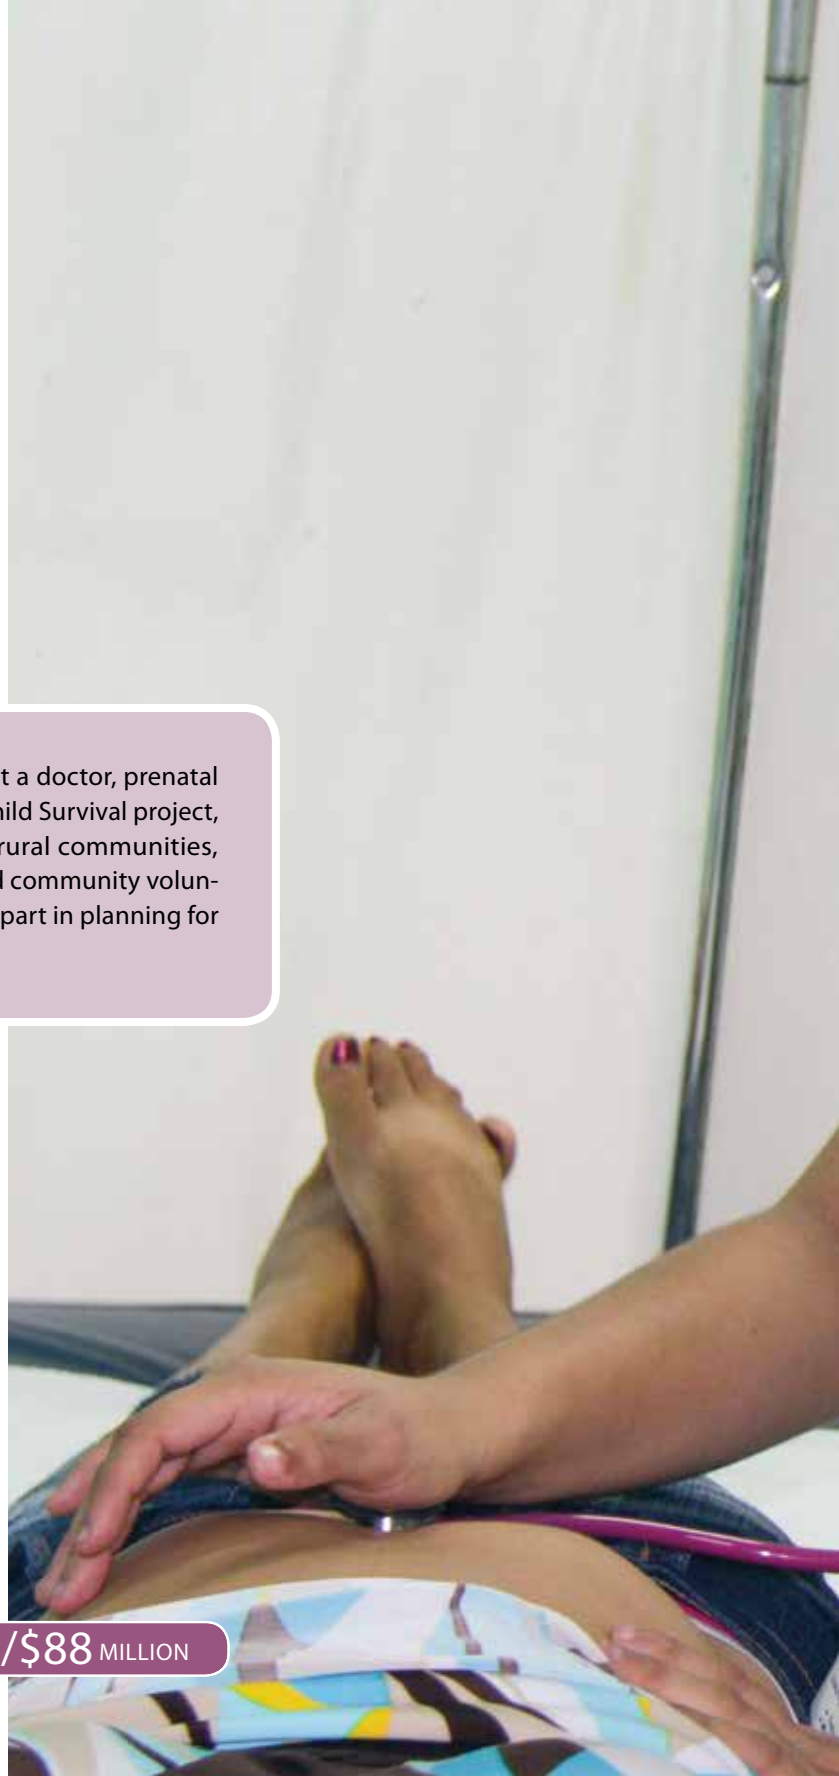 t a doctor, prenatal
hild Survival project,
rural communities,
d community volun-
part in planning for
/$88 MILLION